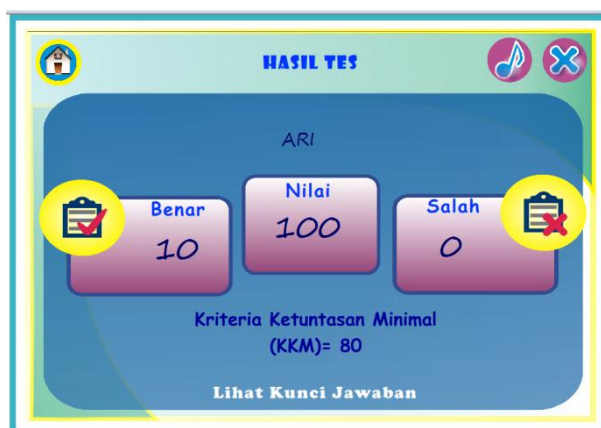 HASIL TES
ARI
Benar
10
Nilai
100
Salah
0
Kriteria Ketuntasan Minimal
(KKM)= 80
Lihat Kunci Jawaban